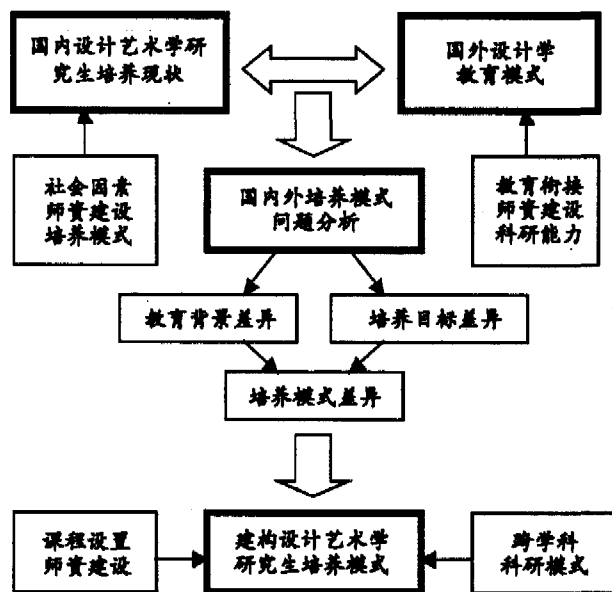 国内设计艺术学研
究生培养现状
国外设计学
教育模式
社会因素
师资建设
培养模式
国内外培养模式
问题分析
教育衔接
师资建设
科研能力
教育背景差异
培养目标差异
培养模式差异
课程设置
师资建设
建构设计艺术学
研究生培养模式
跨学科
科研模式